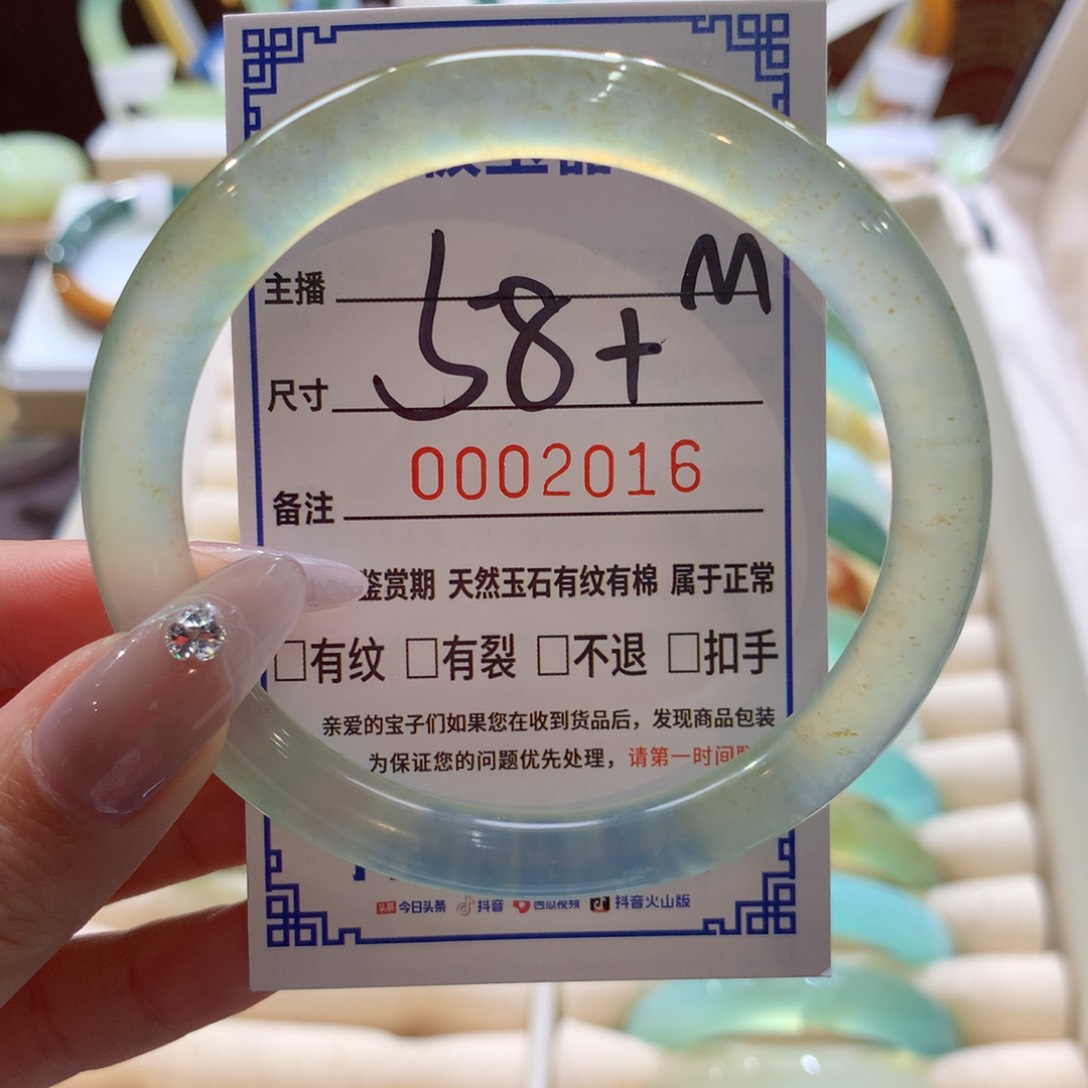 主播 M
尺寸 58+
0002016
备注
鉴赏期 天然玉石有纹有棉 属于正常
□有纹 □有裂 □不退 □扣手
亲爱的宝子们如果您在收到货品后，发现商品包装
为保证您的问题优先处理，请第一时间
头条 今日头条 抖音 西瓜视频 抖音火山版